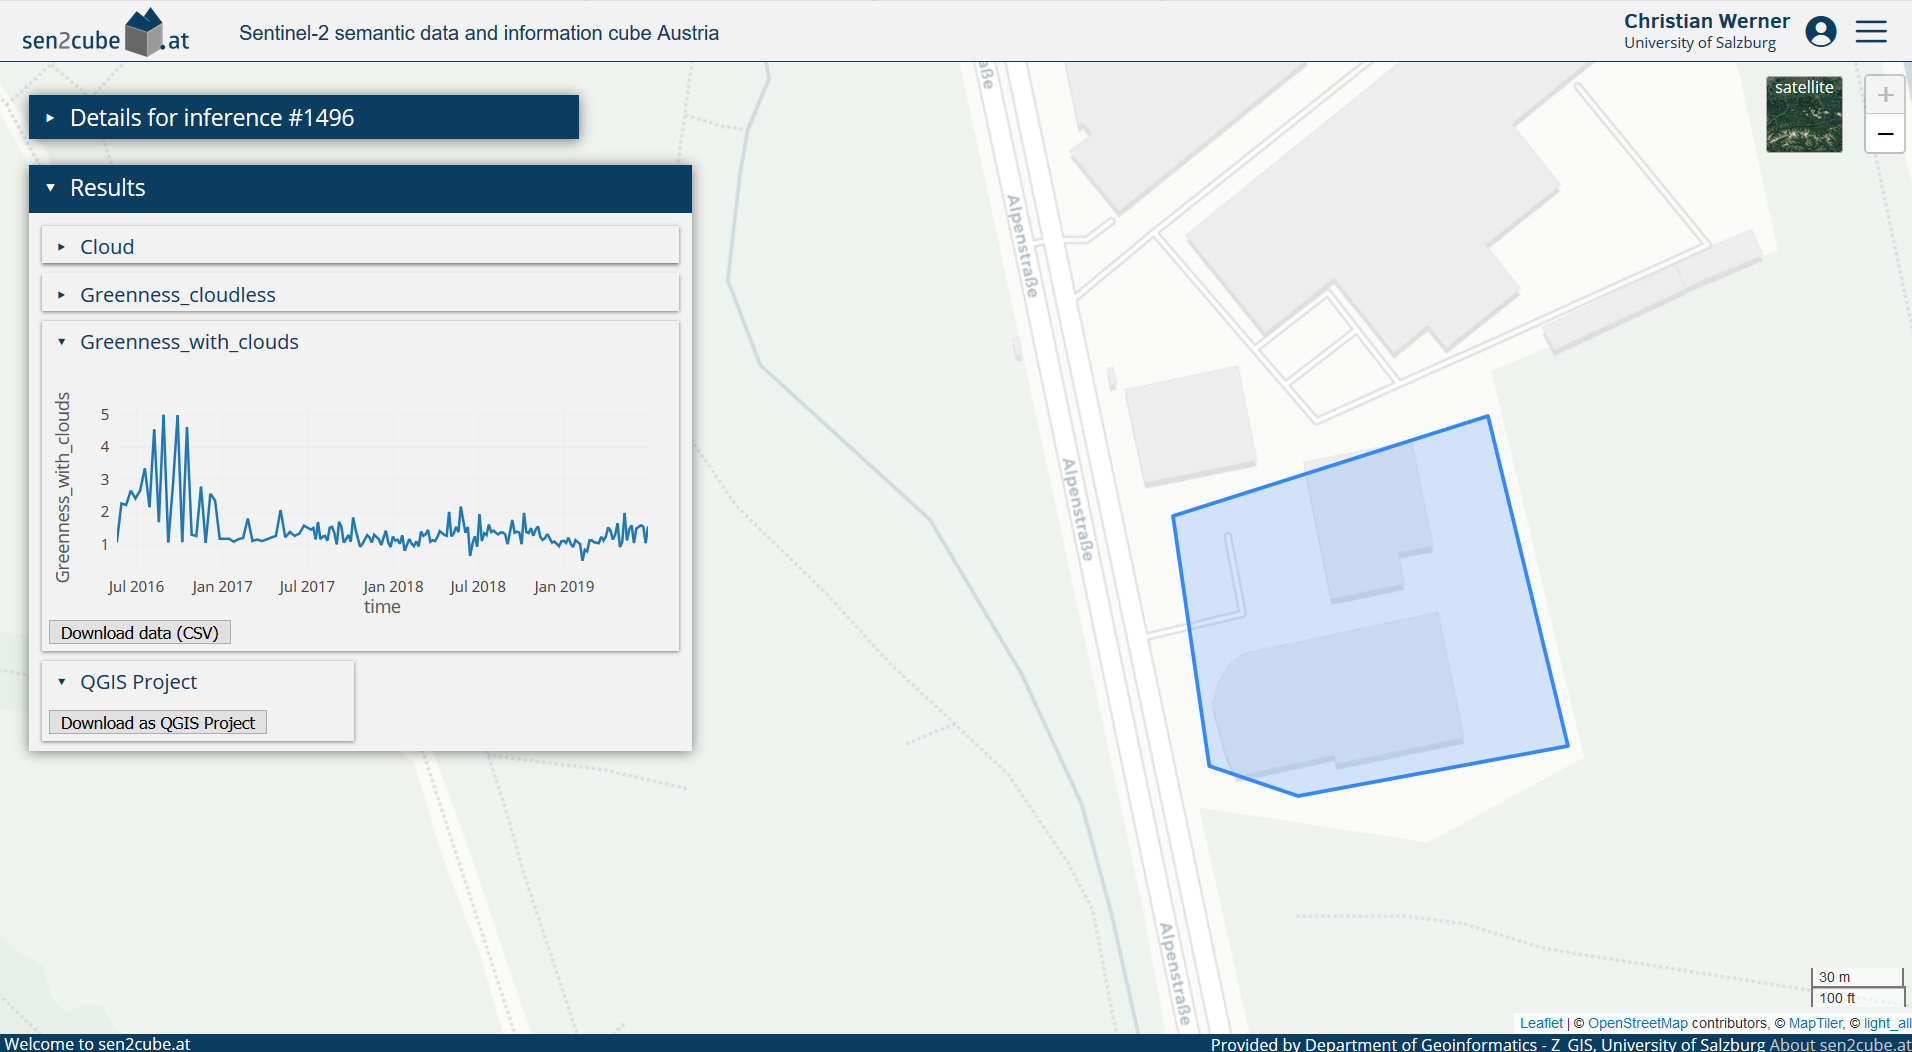 sen2cube.at
Sentinel-2 semantic data and information cube Austria
Christian Werner
University of Salzburg
Details for inference #1496
Results
Cloud
Greenness_cloudless
Greenness_with_clouds
Greenness_with_clouds
5
4
3
2
1
Jul 2016
Jan 2017
Jul 2017
Jan 2018
Jul 2018
Jan 2019
time
Download data (CSV)
QGIS Project
Download as QGIS Project
aße
Alpenstraße
Alpenstraße
Alpenstraße
satellite
+
−
30 m
100 ft
Leaflet | © OpenStreetMap contributors, © MapTiler, © light_all
Welcome to sen2cube.at
Provided by Department of Geoinformatics - Z_GIS, University of Salzburg About sen2cube.at